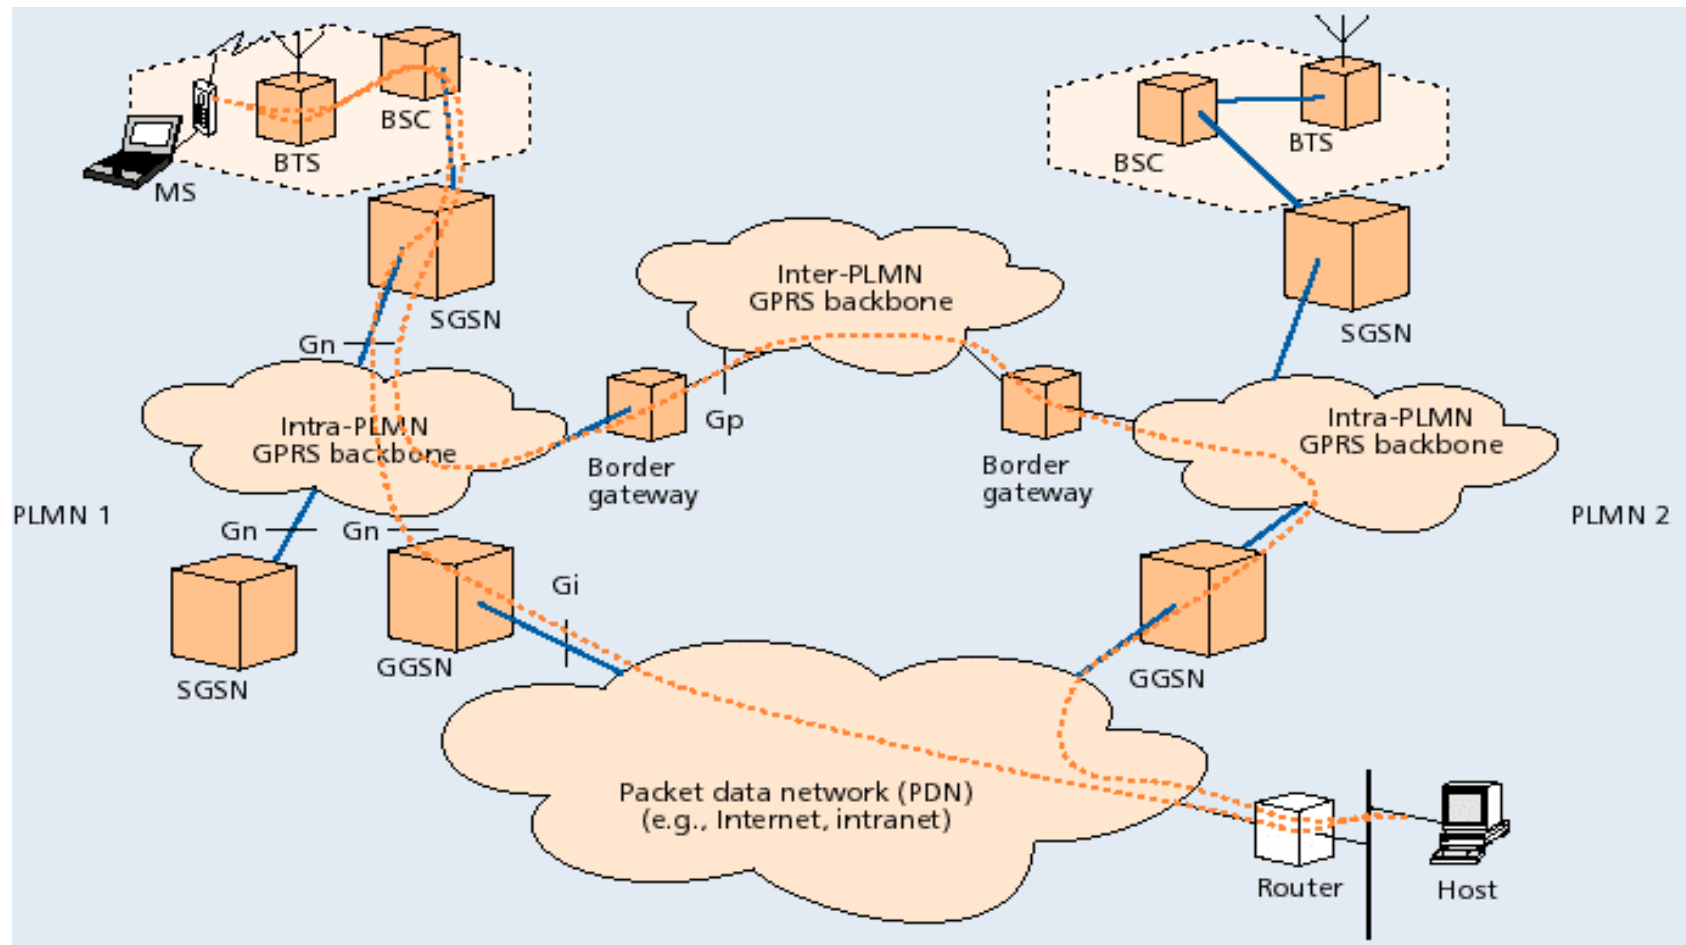 BSC
BTS
MS
BTS
BSC
SGSN
Inter-PLMN
GPRS backbone
SGSN
Gn
Gp
Intra-PLMN
GPRS backbone
Border
gateway
Border
gateway
Intra-PLMN
GPRS backbone
PLMN 1
Gn
Gn
PLMN 2
Gi
SGSN
GGSN
GGSN
Packet data network (PDN)
(e.g., Internet, intranet)
Router
Host